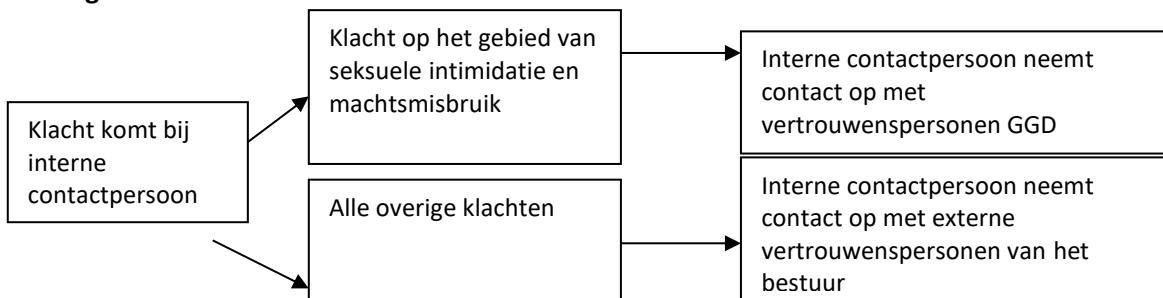 Klacht op het gebied van
seksuele intimidatie en
machtsmisbruik
Interne contactpersoon neemt
contact op met
vertrouwenspersonen GGD
Klacht komt bij
interne
contactpersoon
Alle overige klachten
Interne contactpersoon neemt
contact op met externe
vertrouwenspersonen van het
bestuur